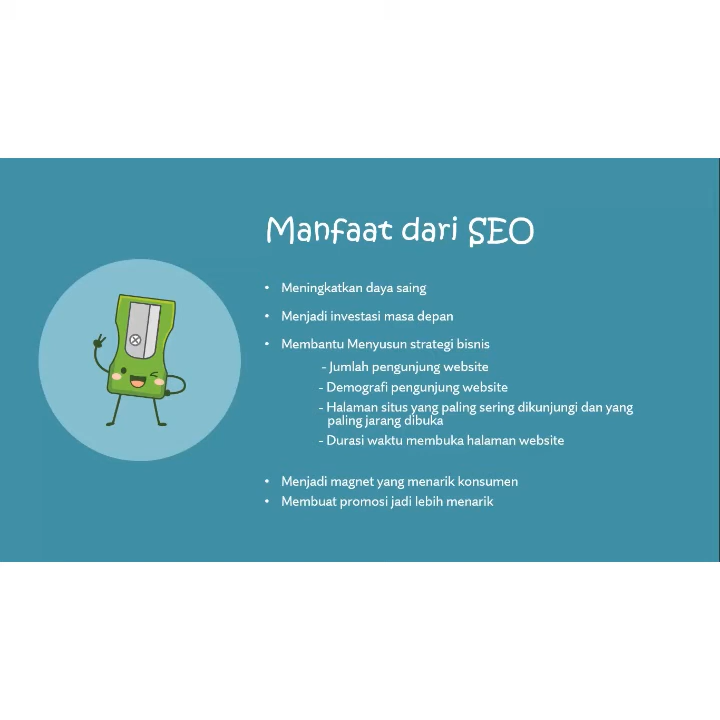 Manfaat dari SEO
• Meningkatkan daya saing
• Menjadi investasi masa depan
• Membantu Menyusun strategi bisnis
- Jumlah pengunjung website
- Demografi pengunjung website
- Halaman situs yang paling sering dikunjungi dan yang
paling jarang dibuka
- Durasi waktu membuka halaman website
• Menjadi magnet yang menarik konsumen
• Membuat promosi jadi lebih menarik